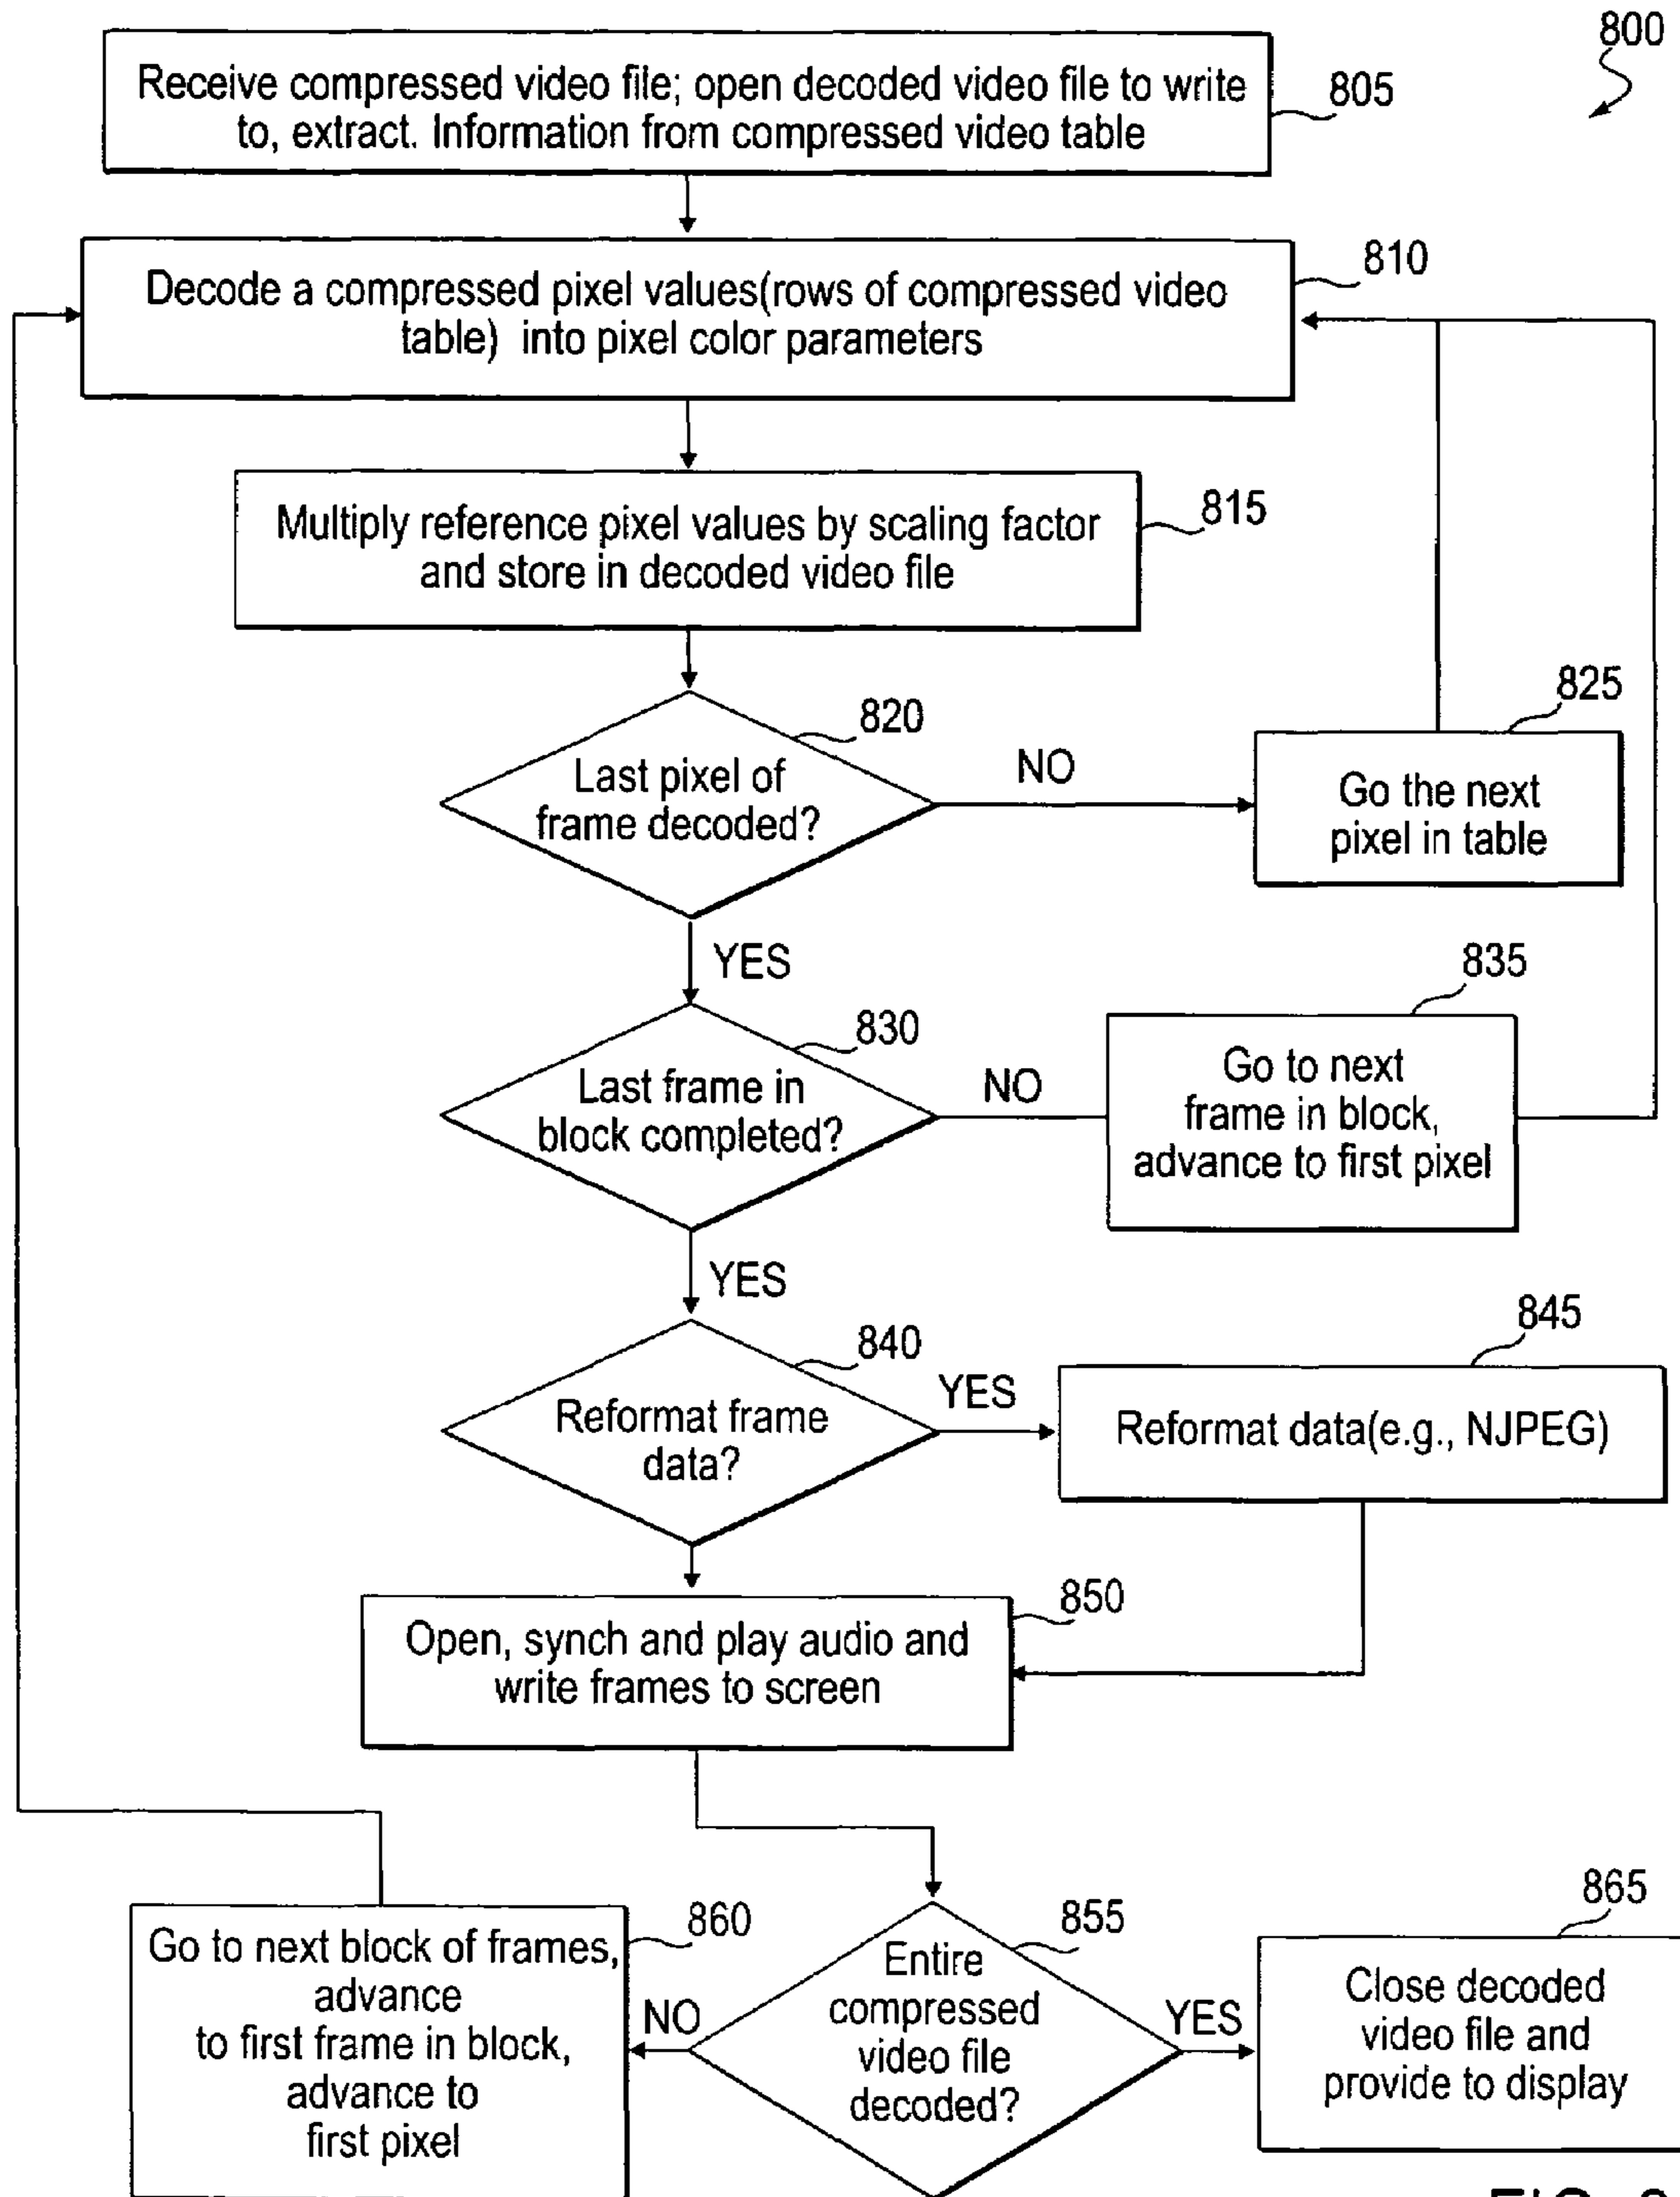 800
Receive compressed video file; open decoded video file to write
to, extract. Information from compressed video table
805
Decode a compressed pixel values(rows of compressed video
table) into pixel color parameters
810
Multiply reference pixel values by scaling factor
and store in decoded video file
815
820
Last pixel of
frame decoded?
NO
825
Go the next
pixel in table
YES
830
Last frame in
block completed?
NO
835
Go to next
frame in block,
advance to first pixel
YES
840
Reformat frame
data?
YES
845
Reformat data(e.g., NJPEG)
850
Open, synch and play audio and
write frames to screen
860
Go to next block of frames,
advance
to first frame in block,
advance to
first pixel
NO
855
Entire
compressed
video file
decoded?
YES
865
Close decoded
video file and
provide to display